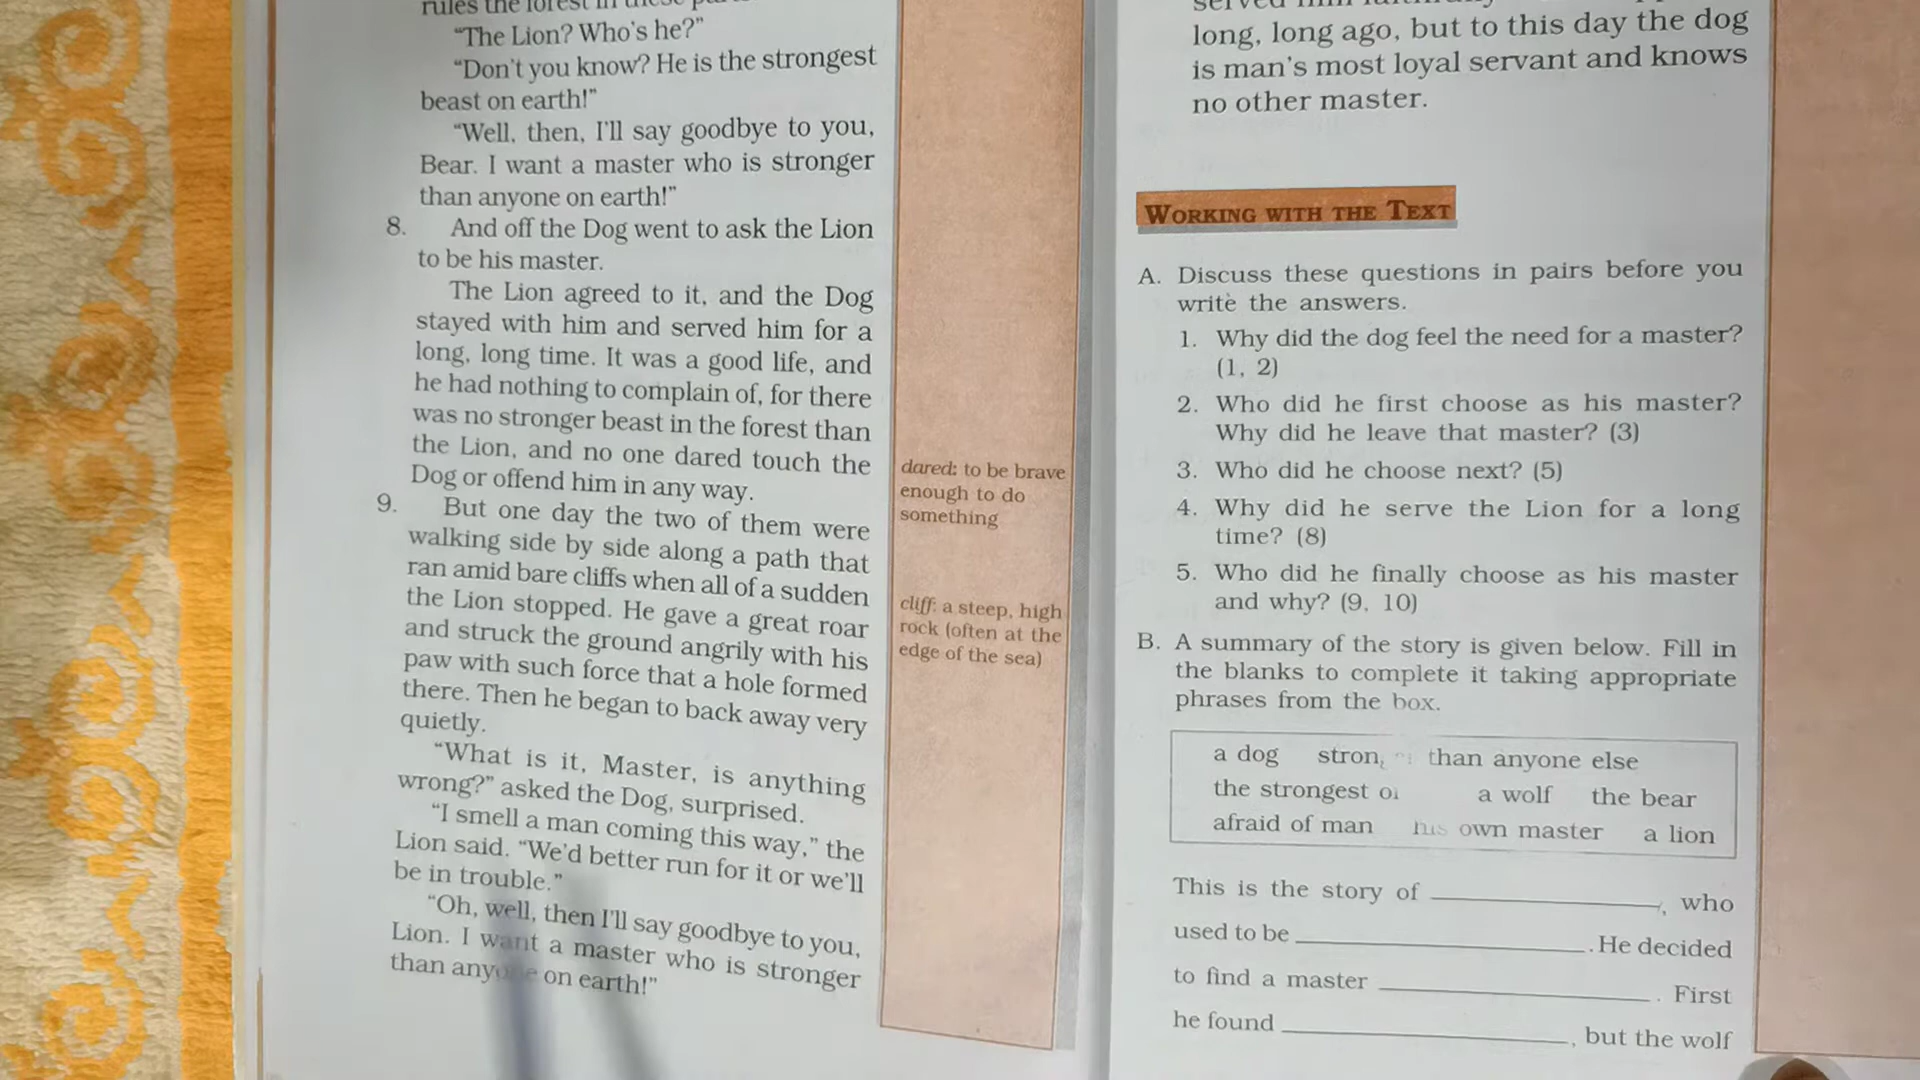 rules the forest in these
"The Lion? Who's he?"
"Don't you know? He is the strongest
beast on earth!"
"Well, then, I'll say goodbye to you,
Bear. I want a master who is stronger
than anyone on earth!"
8. And off the Dog went to ask the Lion
to be his master.
The Lion agreed to it, and the Dog
stayed with him and served him for a
long, long time. It was a good life, and
he had nothing to complain of, for there
was no stronger beast in the forest than
the Lion, and no one dared touch the
Dog or offend him in any way.
9. But one day the two of them were
walking side by side along a path that
ran amid bare cliffs when all of a sudden
the Lion stopped. He gave a great roar
and struck the ground angrily with his
paw with such force that a hole formed
there. Then he began to back away very
quietly.
"What is it, Master, is anything
wrong?" asked the Dog, surprised.
"I smell a man coming this way," the
Lion said. "We'd better run for it or we'll
be in trouble."
"Oh, well, then I'll say goodbye to you,
Lion. I want a master who is stronger
than anyone on earth!"
dared: to be brave
enough to do
something
cliff: a steep, high
rock (often at the
edge of the sea)
served him
long, long ago, but to this day the dog
is man's most loyal servant and knows
no other master.
WORKING WITH THE TEXT
A. Discuss these questions in pairs before you
write the answers.
1. Why did the dog feel the need for a master?
(1, 2)
2. Who did he first choose as his master?
Why did he leave that master? (3)
3. Who did he choose next? (5)
4. Why did he serve the Lion for a long
time? (8)
5. Who did he finally choose as his master
and why? (9, 10)
B. A summary of the story is given below. Fill in
the blanks to complete it taking appropriate
phrases from the box.
a dog than anyone else
the strongest a wolf the bear
afraid of man his own master a lion
This is the story of ____________, who
used to be ____________. He decided
to find a master ____________. First
he found ____________, but the wolf